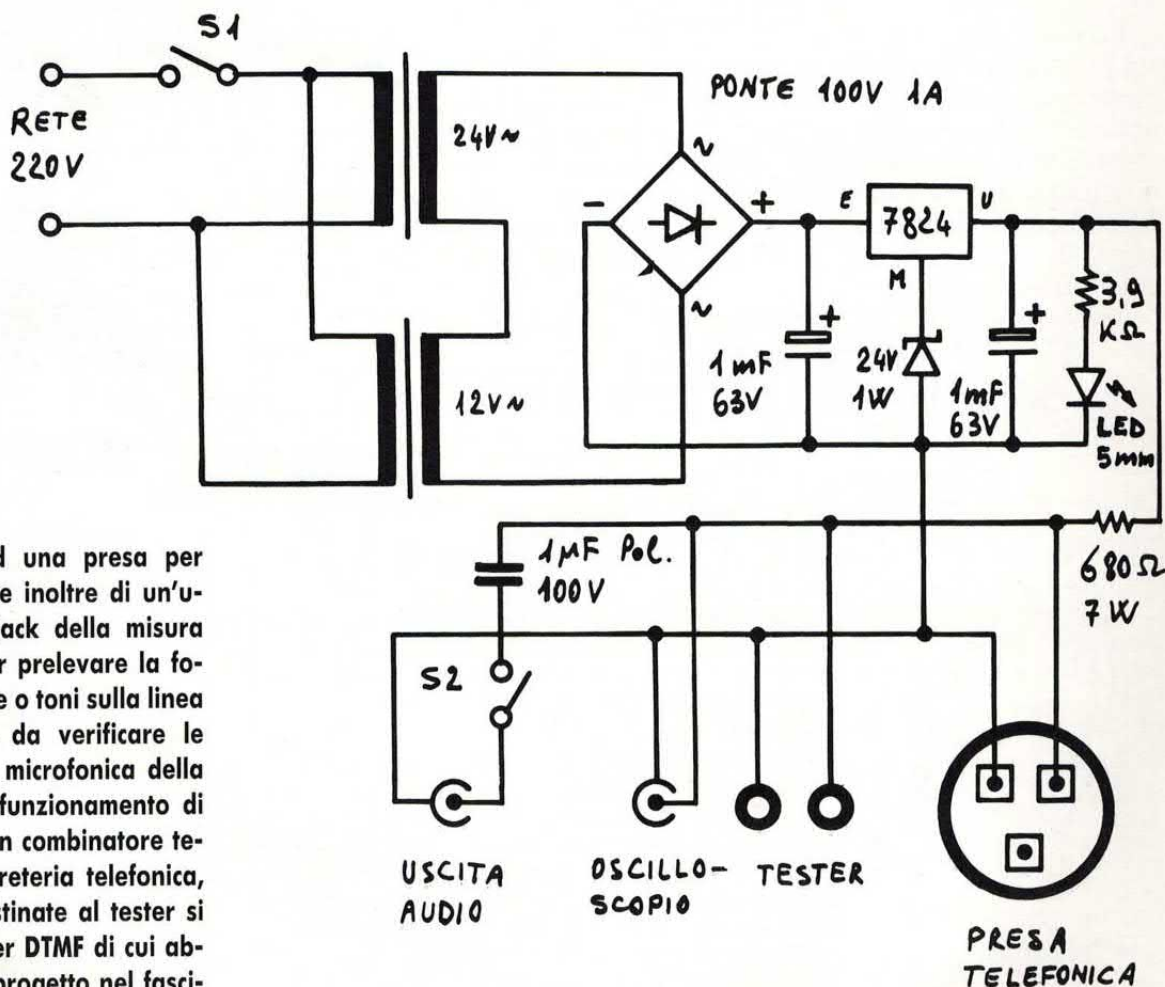 S1
RETE
220V
24V~
12V~
PONTE 100V 1A
~
-
+
~
E
7824
U
M
+
1mF
63V
24V
1W
+
1mF
63V
3,9
KΩ
LED
5mm
680Ω
7W
1µF Pol.
100V
S2
USCITA
AUDIO
OSCILLO-
SCOPIO
TESTER
PRESA
TELEFONICA
d una presa per
e inoltre di un'u-
ack della misura
r prelevare la fo-
e o toni sulla linea
da verificare le
microfonica della
funzionamento di
n combinatore te-
reteria telefonica,
stinate al tester si
er DTMF di cui ab-
progetto nel fasci-